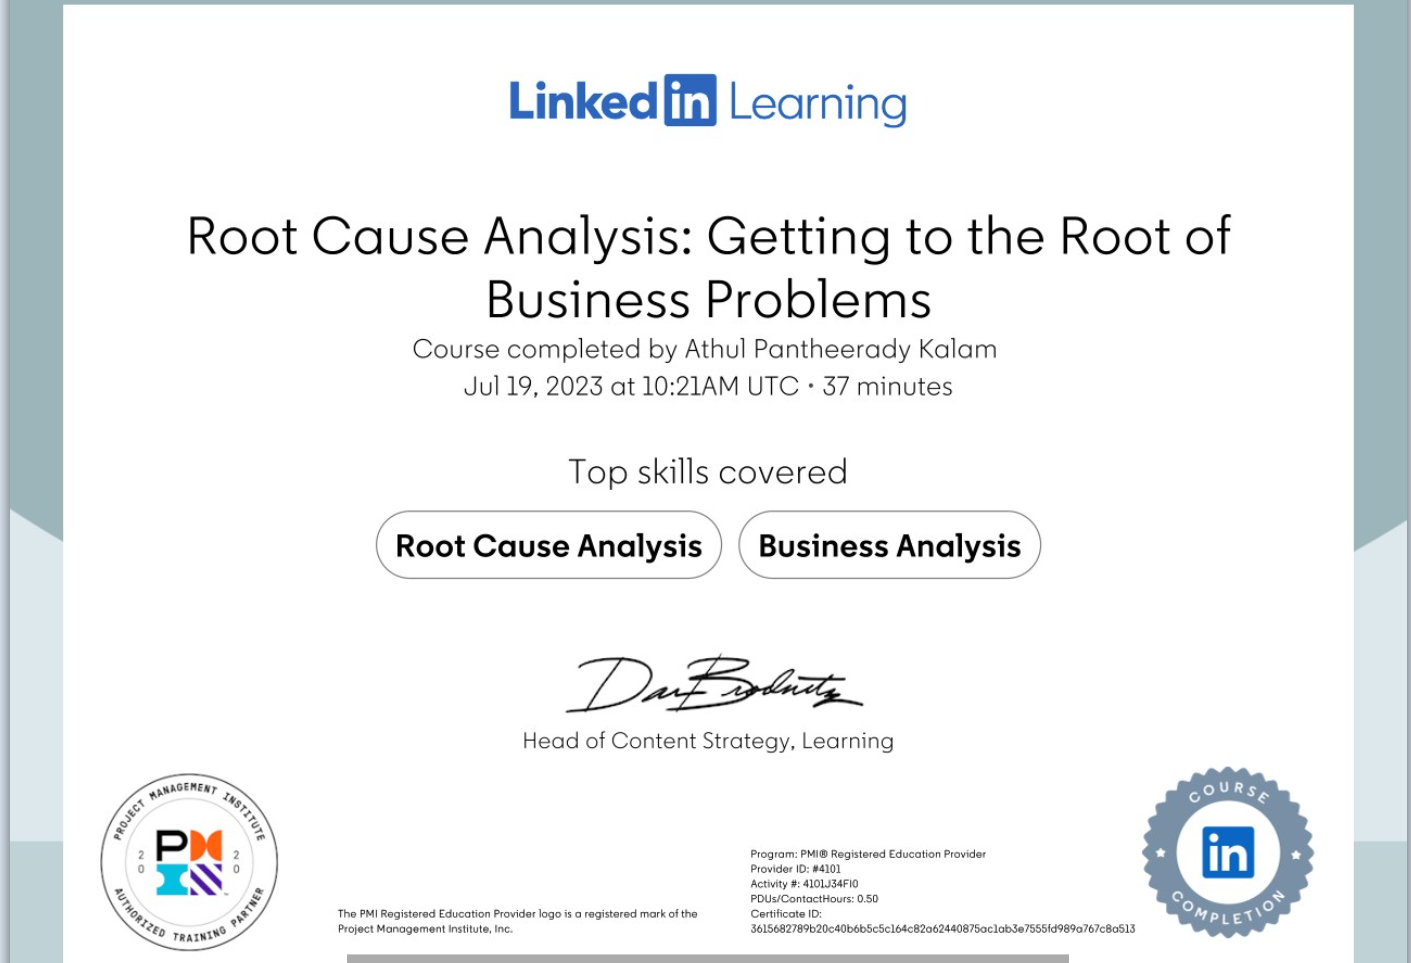 Linked in Learning
Root Cause Analysis: Getting to the Root of
Business Problems
Course completed by Athul Pantheerady Kalam
Jul 19, 2023 at 10:21AM UTC • 37 minutes
Top skills covered
Root Cause Analysis
Business Analysis
Head of Content Strategy, Learning
PROJECT MANAGEMENT INSTITUTE
PMI
20 20
AUTHORIZED TRAINING PARTNER
The PMI Registered Education Provider logo is a registered mark of the
Project Management Institute, Inc.
Program: PMI® Registered Education Provider
Provider ID: #4101
Activity #: 4101J34FI0
PDUs/ContactHours: 0.50
Certificate ID:
3615682789b20c40b6b5c5c164c82a62440875ac1ab3e7555fd989a767c8a513
COURSE
in
COMPLETION